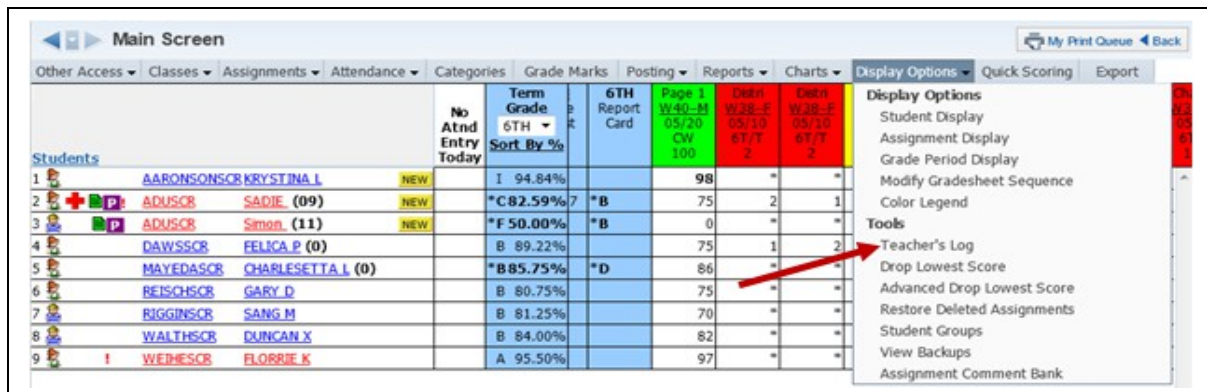 Main Screen
My Print Queue Back
Other Access Classes Assignments Attendance Categories Grade Marks Posting Reports Charts Display Options Quick Scoring Export
Students
No Atnd Entry Today
Term Grade
6TH
Sort By %
6TH Report Card
Page 1
W40-M
05/20
CW
100
Distri
W38-F
05/10
6T/T
2
Distri
W38-F
05/10
6T/T
2
1 AARONSONSCR KRYSTINA L NEW I 94.84% 98 * *
2 P! ADUSCR SADIE (09) NEW *C 82.59% 7 *B 75 2 1
3 P ADUSCR Simon (11) NEW *F 50.00% *B 0 * *
4 DAWSSCR FELICA P (0) B 89.22% 75 1 2
5 MAYEDASCR CHARLESETTA L (0) *B 85.75% *D 86 * *
6 REISCHSCR GARY D B 80.75% 75 * *
7 RIGGINSCR SANG M B 81.25% 70 * *
8 WALTHSCR DUNCAN X B 84.00% 82 * *
9 ! WEIHESCR FLORRIE K A 95.50% 97 * *
Display Options
Student Display
Assignment Display
Grade Period Display
Modify Gradesheet Sequence
Color Legend
Tools
Teacher's Log
Drop Lowest Score
Advanced Drop Lowest Score
Restore Deleted Assignments
Student Groups
View Backups
Assignment Comment Bank